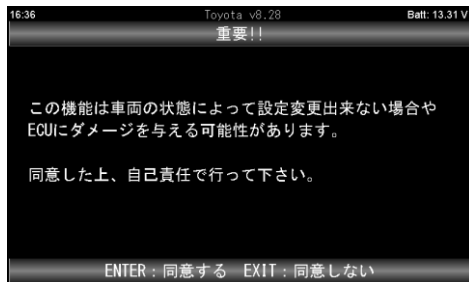 16:36 Toyota v8.28 Batt: 13.31 V
重要!!
この機能は車両の状態によって設定変更出来ない場合や
ECUにダメージを与える可能性があります。
同意した上、自己責任で行って下さい。
ENTER：同意する EXIT：同意しない